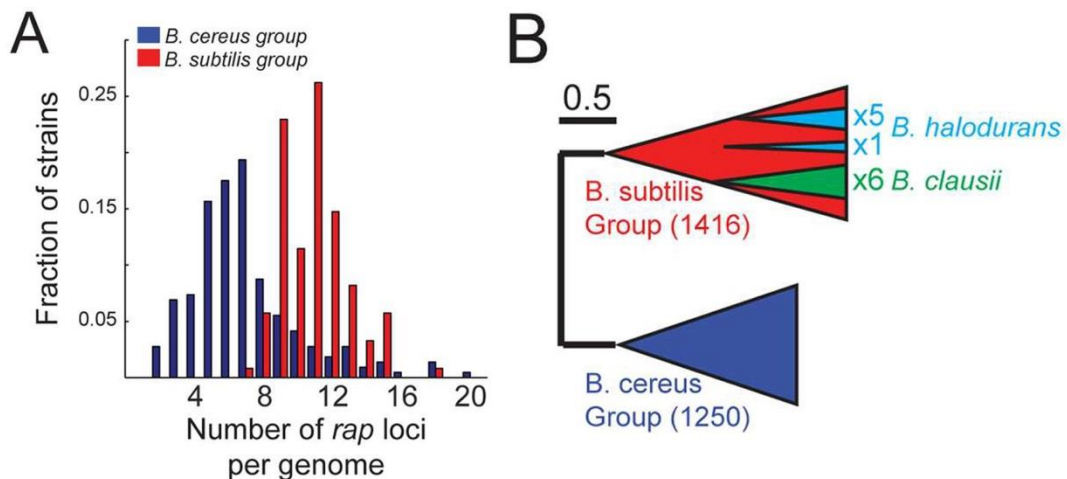 A
B. cereus group
B. subtilis group
Fraction of strains
0.25
0.15
0.05
4 8 12 16 20
Number of rap loci
per genome
B
0.5
x5 B. halodurans
x1
x6 B. clausii
B. subtilis
Group (1416)
B. cereus
Group (1250)